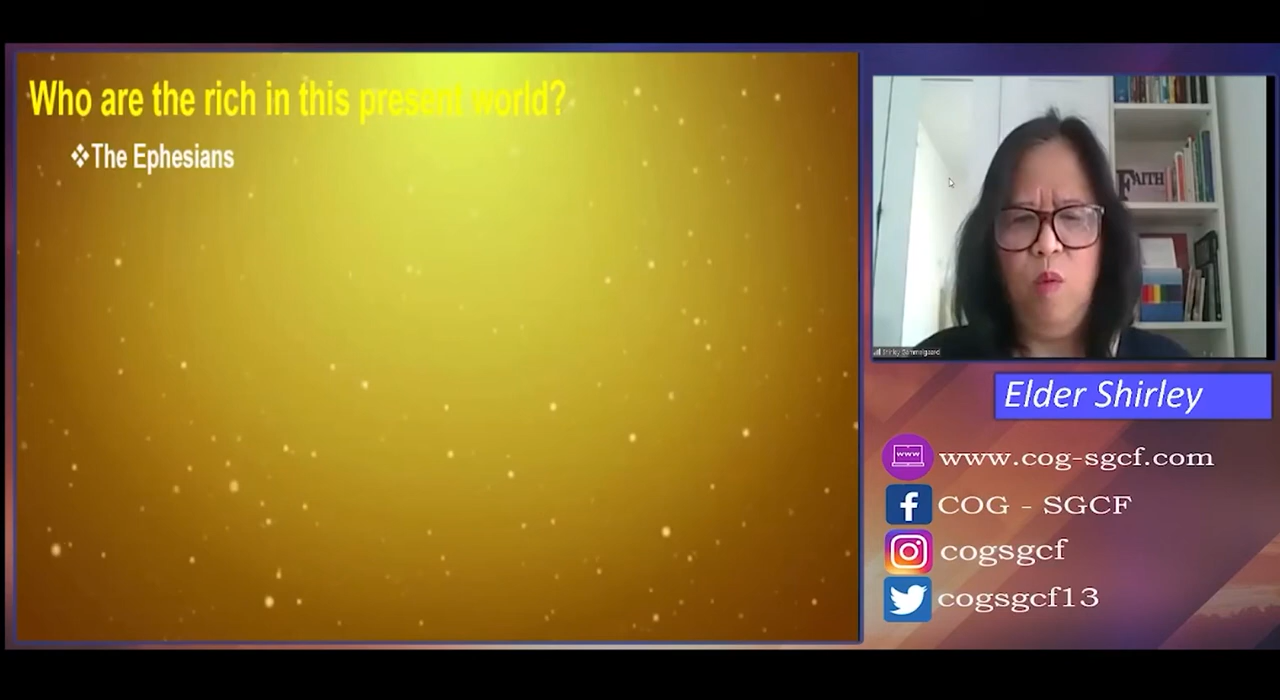 Who are the rich in this present world?
❖The Ephesians
FAITH
Elder Shirley
www
www.cog-sgcf.com
COG - SGCF
cogsgcf
cogsgcf13